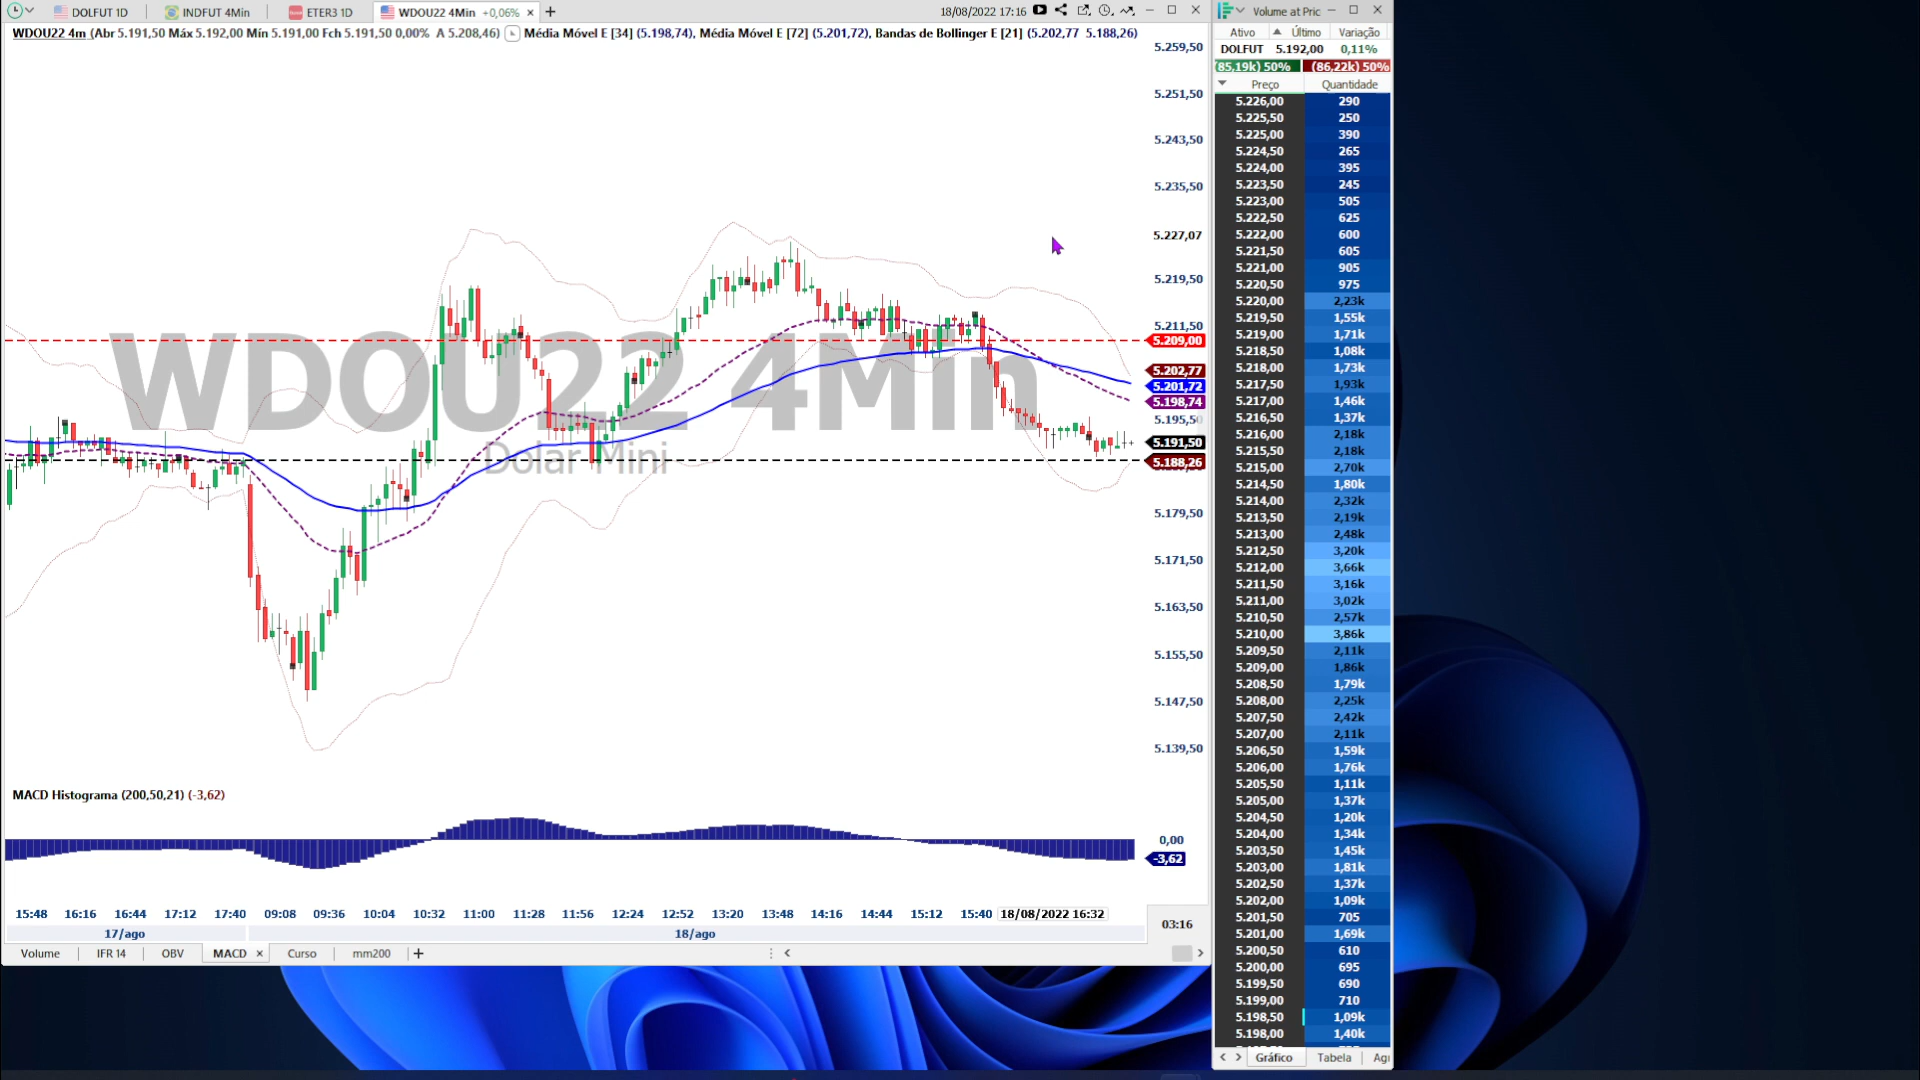 DOLFUT 1D INDFUT 4Min ETER3 1D WDOU22 4Min +0,06% × + 18/08/2022 17:16
WDOU22 4m (Abr 5.191,50 Máx 5.192,00 Mín 5.191,00 Fch 5.191,50 0,00% A 5.208,46) Média Móvel E [34] (5.198,74), Média Móvel E [72] (5.201,72), Bandas de Bollinger E [21] (5.202,77 5.188,26)
WDOU22 4Min
Dolar Mini
5.259,50
5.251,50
5.243,50
5.235,50
5.227,07
5.219,50
5.211,50
5.209,00
5.202,77
5.201,72
5.198,74
5.195,50
5.191,50
5.188,26
5.179,50
5.171,50
5.163,50
5.155,50
5.147,50
5.139,50
MACD Histograma (200,50,21) (-3,62)
0,00
-3,62
15:48 16:16 16:44 17:12 17:40 09:08 09:36 10:04 10:32 11:00 11:28 11:56 12:24 12:52 13:20 13:48 14:16 14:44 15:12 15:40 18/08/2022 16:32
03:16
17/ago 18/ago
Volume IFR 14 OBV MACD × Curso mm200 +
Volume at Pric
Ativo Último Variação
DOLFUT 5.192,00 0,11%
(85,19k) 50% (86,22k) 50%
Preço Quantidade
5.226,00 290
5.225,50 250
5.225,00 390
5.224,50 265
5.224,00 395
5.223,50 245
5.223,00 505
5.222,50 625
5.222,00 600
5.221,50 605
5.221,00 905
5.220,50 975
5.220,00 2,23k
5.219,50 1,55k
5.219,00 1,71k
5.218,50 1,08k
5.218,00 1,73k
5.217,50 1,93k
5.217,00 1,46k
5.216,50 1,37k
5.216,00 2,18k
5.215,50 2,18k
5.215,00 2,70k
5.214,50 1,80k
5.214,00 2,32k
5.213,50 2,19k
5.213,00 2,48k
5.212,50 3,20k
5.212,00 3,66k
5.211,50 3,16k
5.211,00 3,02k
5.210,50 2,57k
5.210,00 3,86k
5.209,50 2,11k
5.209,00 1,86k
5.208,50 1,79k
5.208,00 2,25k
5.207,50 2,42k
5.207,00 2,11k
5.206,50 1,59k
5.206,00 1,76k
5.205,50 1,11k
5.205,00 1,37k
5.204,50 1,20k
5.204,00 1,34k
5.203,50 1,45k
5.203,00 1,81k
5.202,50 1,37k
5.202,00 1,09k
5.201,50 705
5.201,00 1,69k
5.200,50 610
5.200,00 695
5.199,50 690
5.199,00 710
5.198,50 1,09k
5.198,00 1,40k
Gráfico Tabela Agr